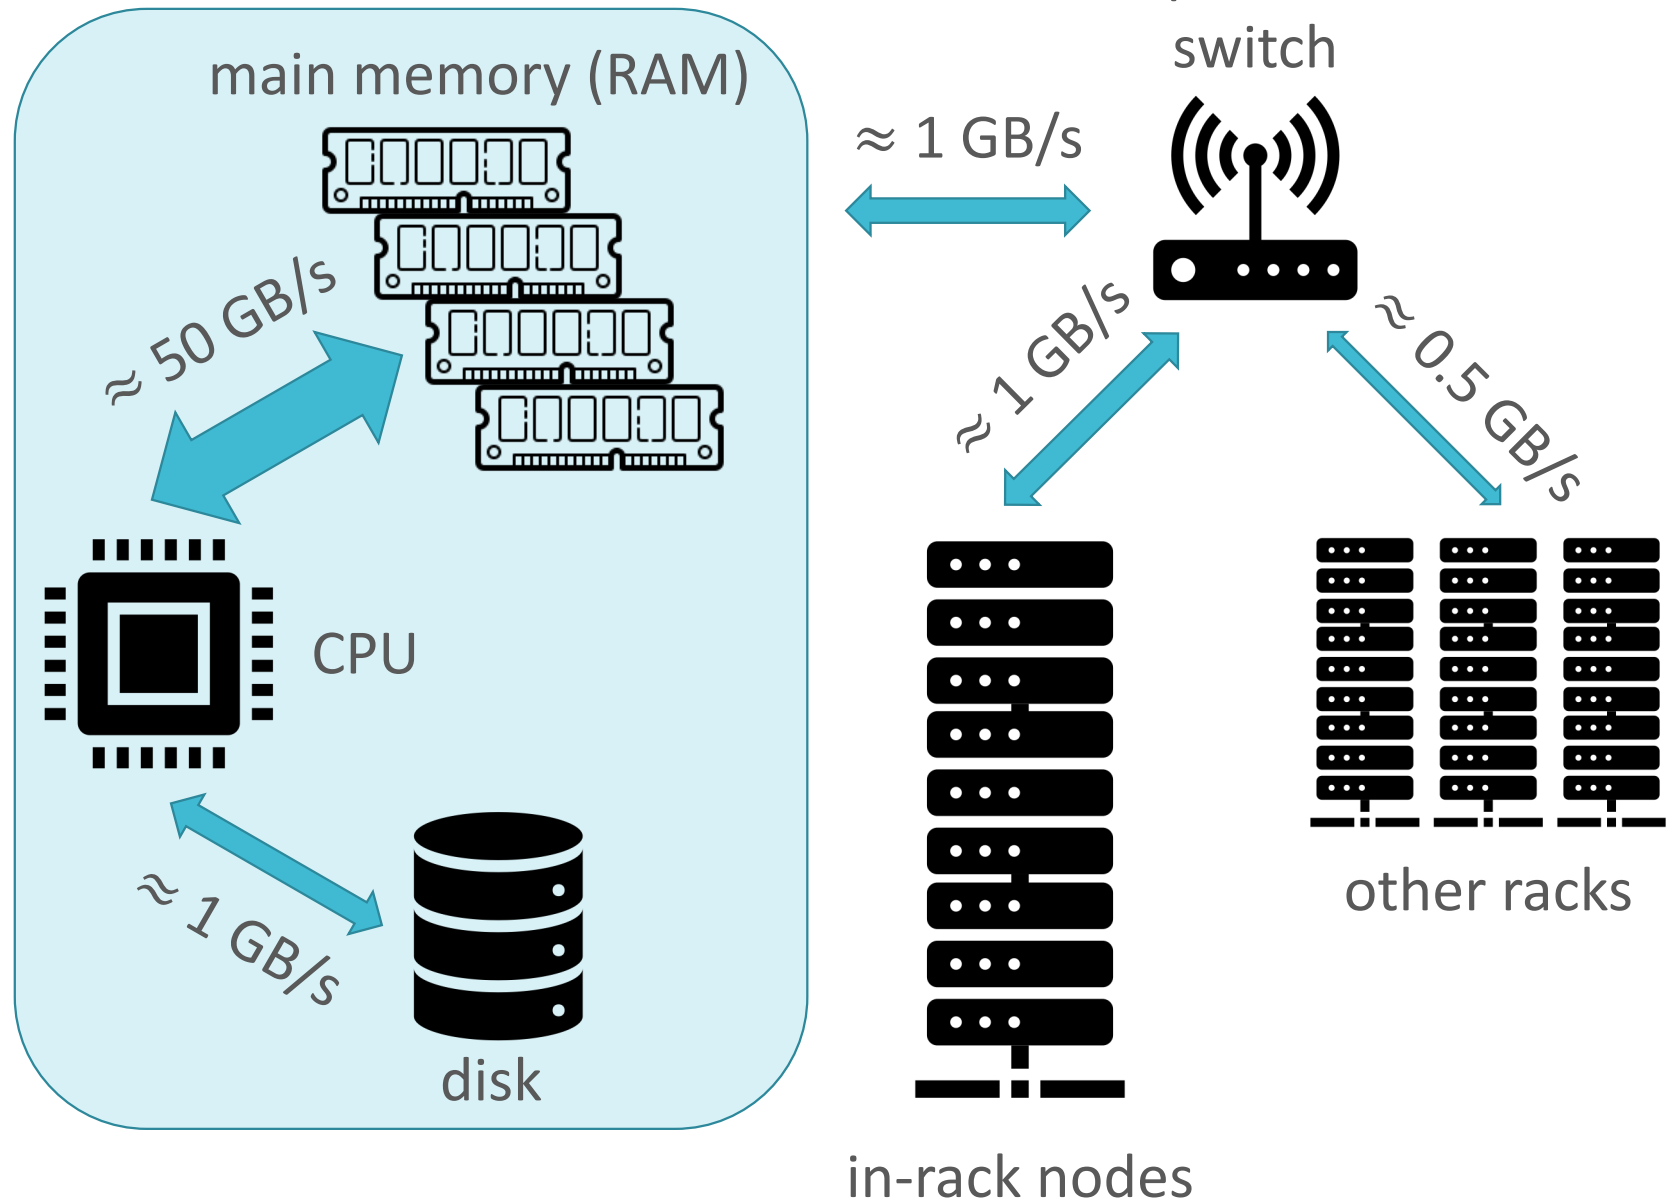 main memory (RAM)
≈ 50 GB/s
CPU
≈ 1 GB/s
disk
≈ 1 GB/s
switch
≈ 1 GB/s
≈ 0.5 GB/s
in-rack nodes
other racks